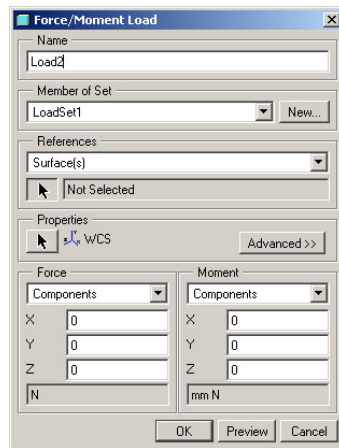 Force/Moment Load
Name
Load2
Member of Set
LoadSet1
New...
References
Surface(s)
Not Selected
Properties
WCS
Advanced >>
Force Moment
Components Components
X 0 X 0
Y 0 Y 0
Z 0 Z 0
N mm N
OK Preview Cancel